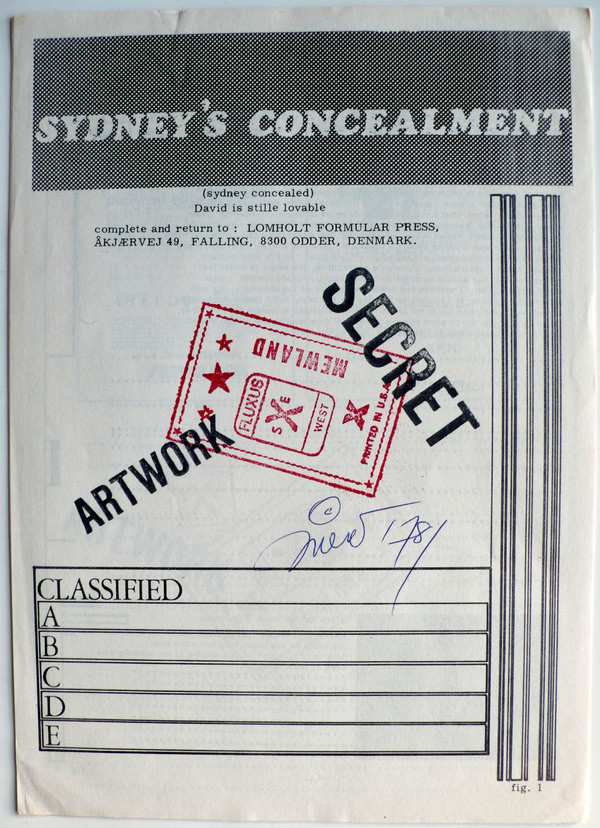 SYDNEY'S CONCEALMENT
(sydney concealed)
David is stille lovable
complete and return to : LOMHOLT FORMULAR PRESS,
ÅKJÆRVEJ 49, FALLING, 8300 ODDER, DENMARK.
SECRET
MEWLAND
FLUXUS
S E
WEST
PRINTED IN U.S.A.
ARTWORK
©
CLASSIFIED
A
B
C
D
E
fig. 1